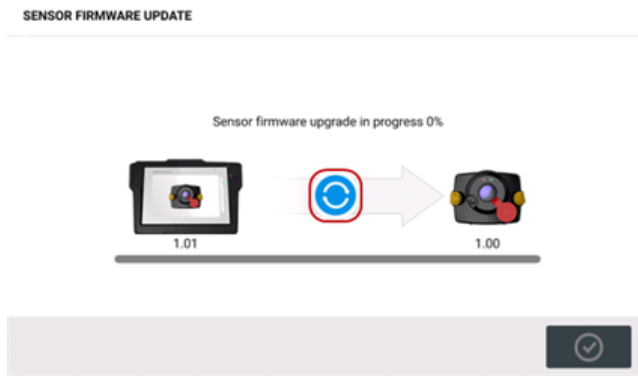 SENSOR FIRMWARE UPDATE
Sensor firmware upgrade in progress 0%
1.01
1.00